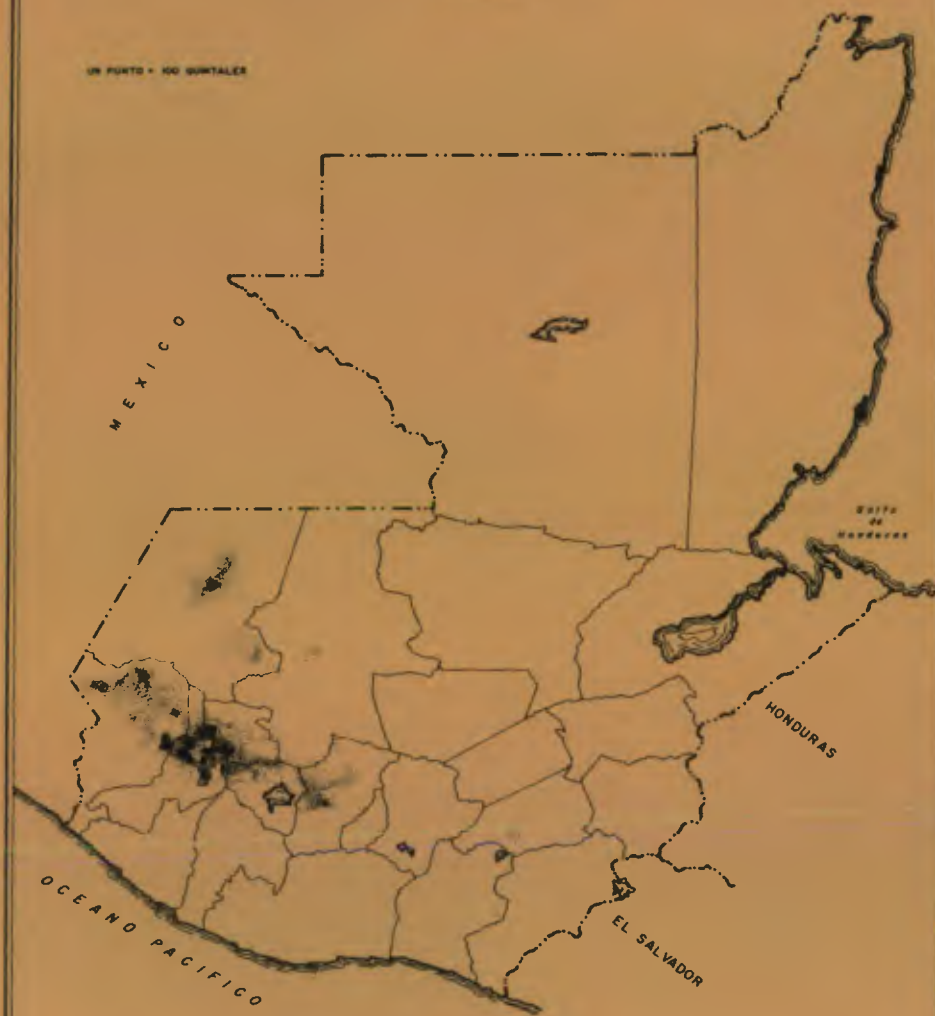 UN PUNTO = 100 QUINTALES
MEXICO
Golfo
de
Honduras
HONDURAS
EL SALVADOR
OCEANO PACIFICO